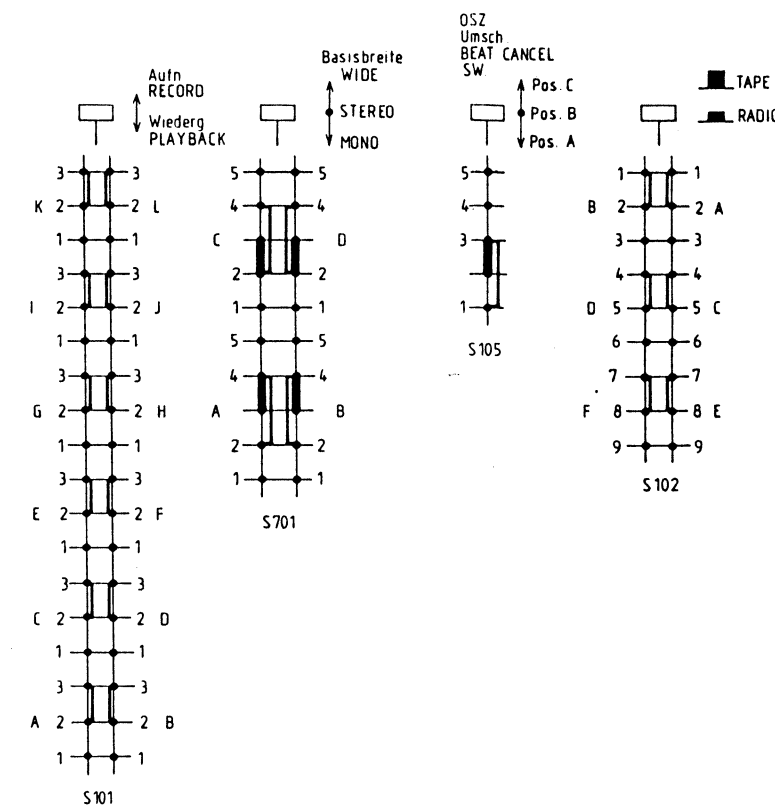 Aufn
RECORD
Wiederg
PLAYBACK
3 3
K 2 2 L
1 1
3 3
I 2 2 J
1 1
3 3
G 2 2 H
1 1
3 3
E 2 2 F
1 1
3 3
C 2 2 D
1 1
3 3
A 2 2 B
1 1
S101
Basisbreite
WIDE
STEREO
MONO
5 5
4 4
C D
2 2
1 1
5 5
4 4
A B
2 2
1 1
S701
OSZ
Umsch.
BEAT CANCEL
SW.
Pos. C
Pos. B
Pos. A
5
4
3
1
S105
TAPE
RADIO
1 1
B 2 2 A
3 3
4 4
D 5 5 C
6 6
7 7
F 8 8 E
9 9
S102